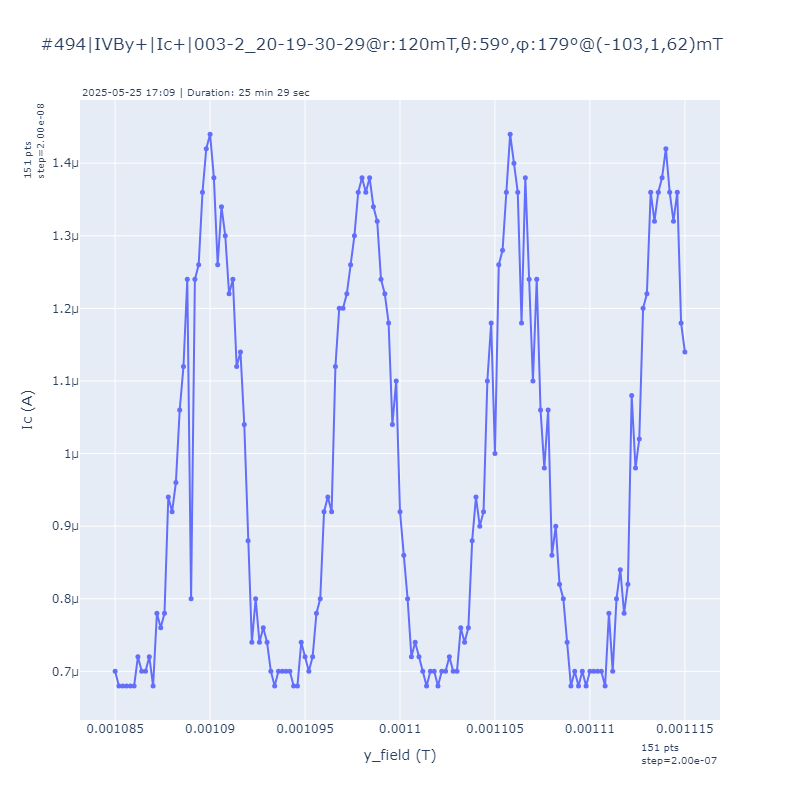 #494|IVBy+|Ic+|003-2_20-19-30-29@r:120mT,θ:59°,φ:179°@(-103,1,62)mT
2025-05-25 17:09 | Duration: 25 min 29 sec
151 pts
step=2.00e-08
1.4μ
1.3μ
1.2μ
1.1μ
1μ
0.9μ
0.8μ
0.7μ
Ic (A)
0.001085
0.00109
0.001095
0.0011
0.001105
0.00111
0.001115
y_field (T)
151 pts
step=2.00e-07